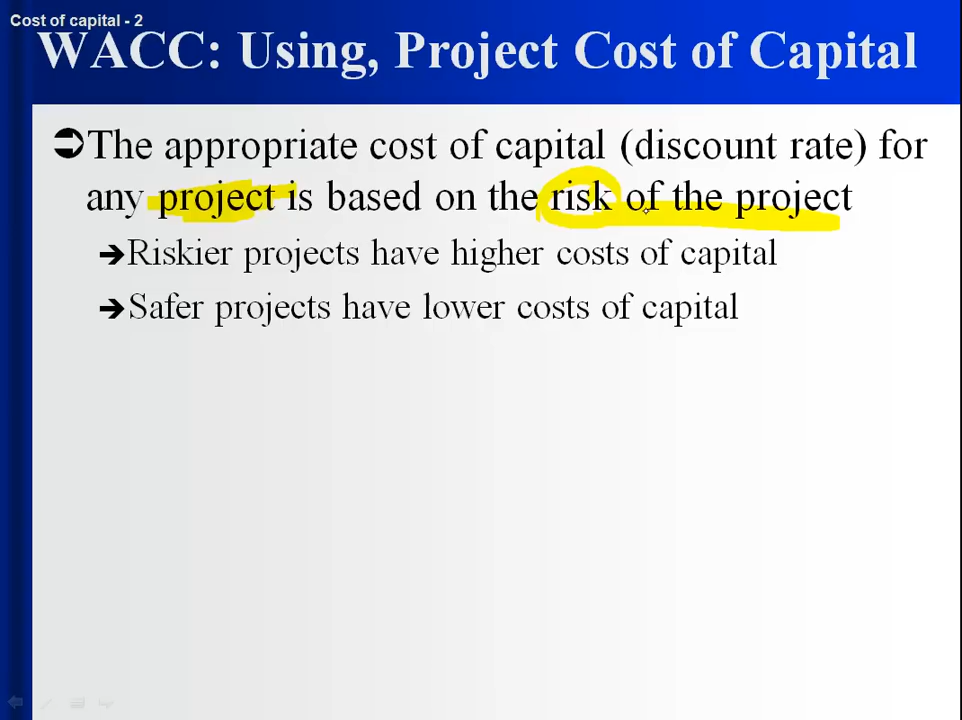 Cost of capital - 2
WACC: Using, Project Cost of Capital
The appropriate cost of capital (discount rate) for
any project is based on the risk of the project
Riskier projects have higher costs of capital
Safer projects have lower costs of capital